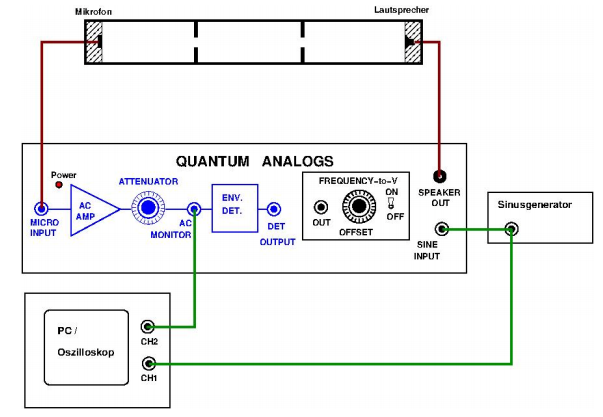 Mikrofon
Lautsprecher
QUANTUM ANALOGS
Power
ATTENUATOR
FREQUENCY-to-V
ON
OFF
OUT
OFFSET
AC
AMP
ENV.
DET.
MICRO
INPUT
AC
MONITOR
DET
OUTPUT
SPEAKER
OUT
SINE
INPUT
Sinusgenerator
PC /
Oszilloskop
CH2
CH1